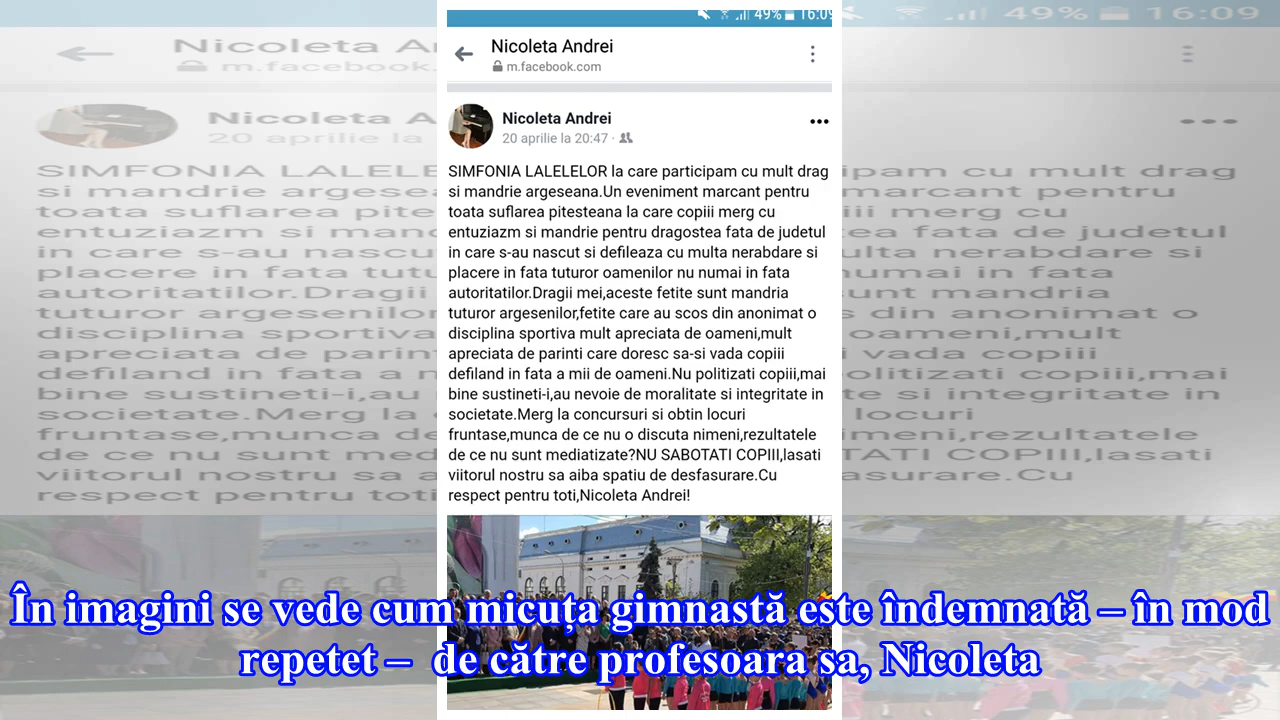 49% 16:09
Nicoleta Andrei
m.facebook.com
Nicoleta Andrei
20 aprilie la 20:47 ·
SIMFONIA LALELELOR la care participam cu mult drag
si mandrie argeseana.Un eveniment marcant pentru
toata suflarea pitesteana la care copiii merg cu
entuziazm si mandrie pentru dragostea fata de judetul
in care s-au nascut si defileaza cu multa nerabdare si
placere in fata tuturor oamenilor nu numai in fata
autoritatilor.Dragii mei,aceste fetite sunt mandria
tuturor argesenilor,fetite care au scos din anonimat o
disciplina sportiva mult apreciata de oameni,mult
apreciata de parinti care doresc sa-si vada copiii
defiland in fata a mii de oameni.Nu politizati copiii,mai
bine sustineti-i,au nevoie de moralitate si integritate in
societate.Merg la concursuri si obtin locuri
fruntase,munca de ce nu o discuta nimeni,rezultatele
de ce nu sunt mediatizate?NU SABOTATI COPIII,lasati
viitorul nostru sa aiba spatiu de desfasurare.Cu
respect pentru toti,Nicoleta Andrei!
În imagini se vede cum micuța gimnastă este îndemnată – în mod
repetet – de către profesoara sa, Nicoleta